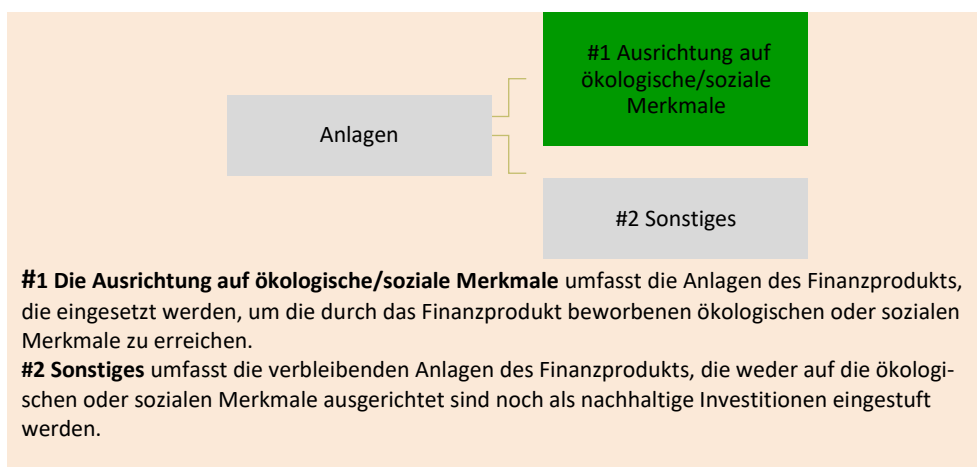 #1 Ausrichtung auf
ökologische/soziale
Merkmale
Anlagen
#2 Sonstiges
#1 Die Ausrichtung auf ökologische/soziale Merkmale umfasst die Anlagen des Finanzprodukts,
die eingesetzt werden, um die durch das Finanzprodukt beworbenen ökologischen oder sozialen
Merkmale zu erreichen.
#2 Sonstiges umfasst die verbleibenden Anlagen des Finanzprodukts, die weder auf die ökologi-
schen oder sozialen Merkmale ausgerichtet sind noch als nachhaltige Investitionen eingestuft
werden.